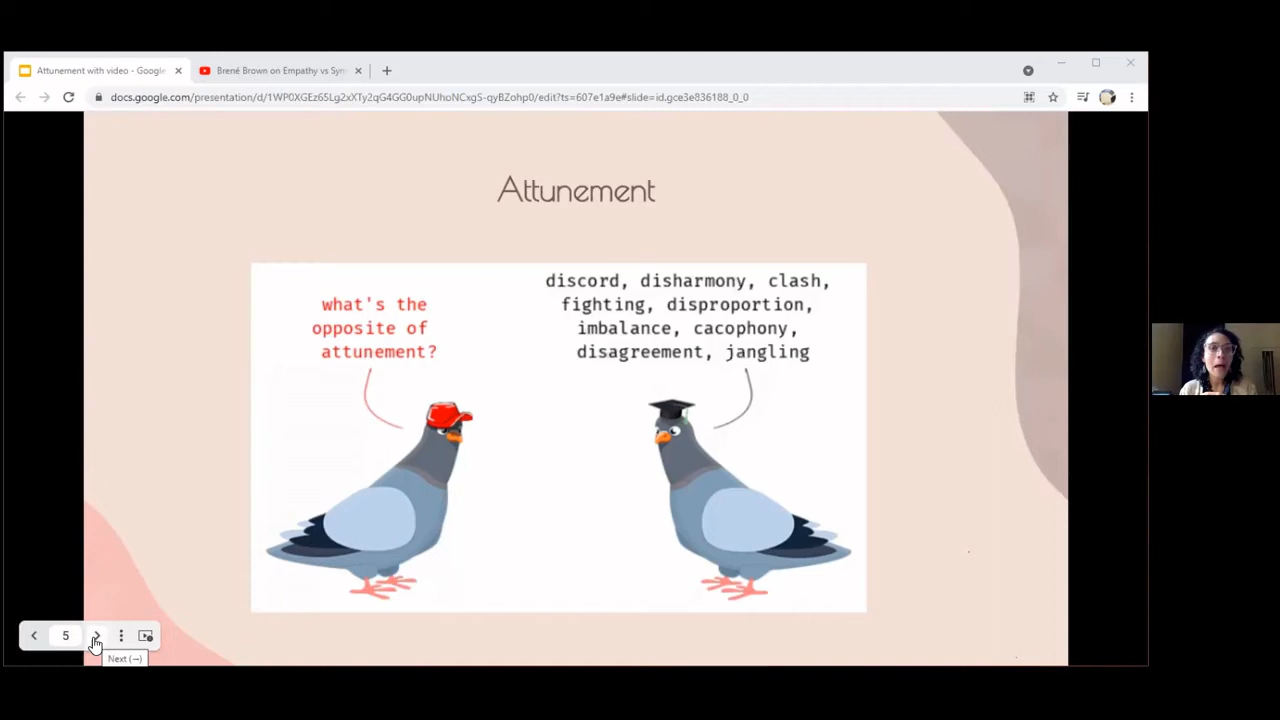 Attunement with video - Google
Brené Brown on Empathy vs Sym
docs.google.com/presentation/d/1WP0XGEz65Lg2xXTy2qG4GG0upNUhoNCxgS-qyBZohp0/edit?ts=607e1a9e#slide=id.gce3e836188_0_0
Attunement
what's the
opposite of
attunement?
discord, disharmony, clash,
fighting, disproportion,
imbalance, cacophony,
disagreement, jangling
5
Next (→)